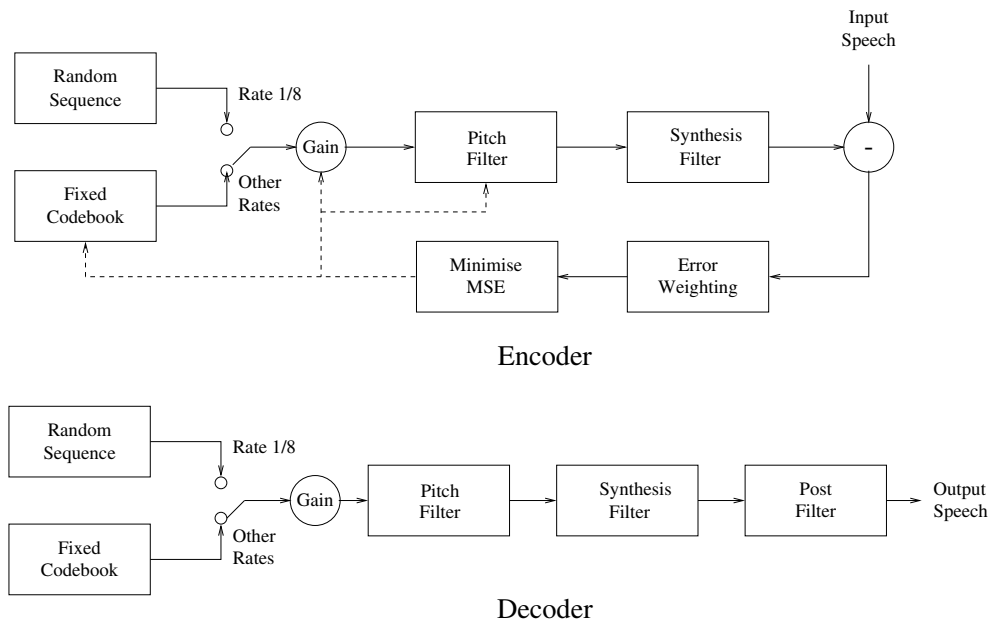 Input
Speech
Random
Sequence
Rate 1/8
Gain
Pitch
Filter
Synthesis
Filter
-
Fixed
Codebook
Other
Rates
Minimise
MSE
Error
Weighting
Encoder
Random
Sequence
Rate 1/8
Gain
Pitch
Filter
Synthesis
Filter
Post
Filter
Output
Speech
Fixed
Codebook
Other
Rates
Decoder